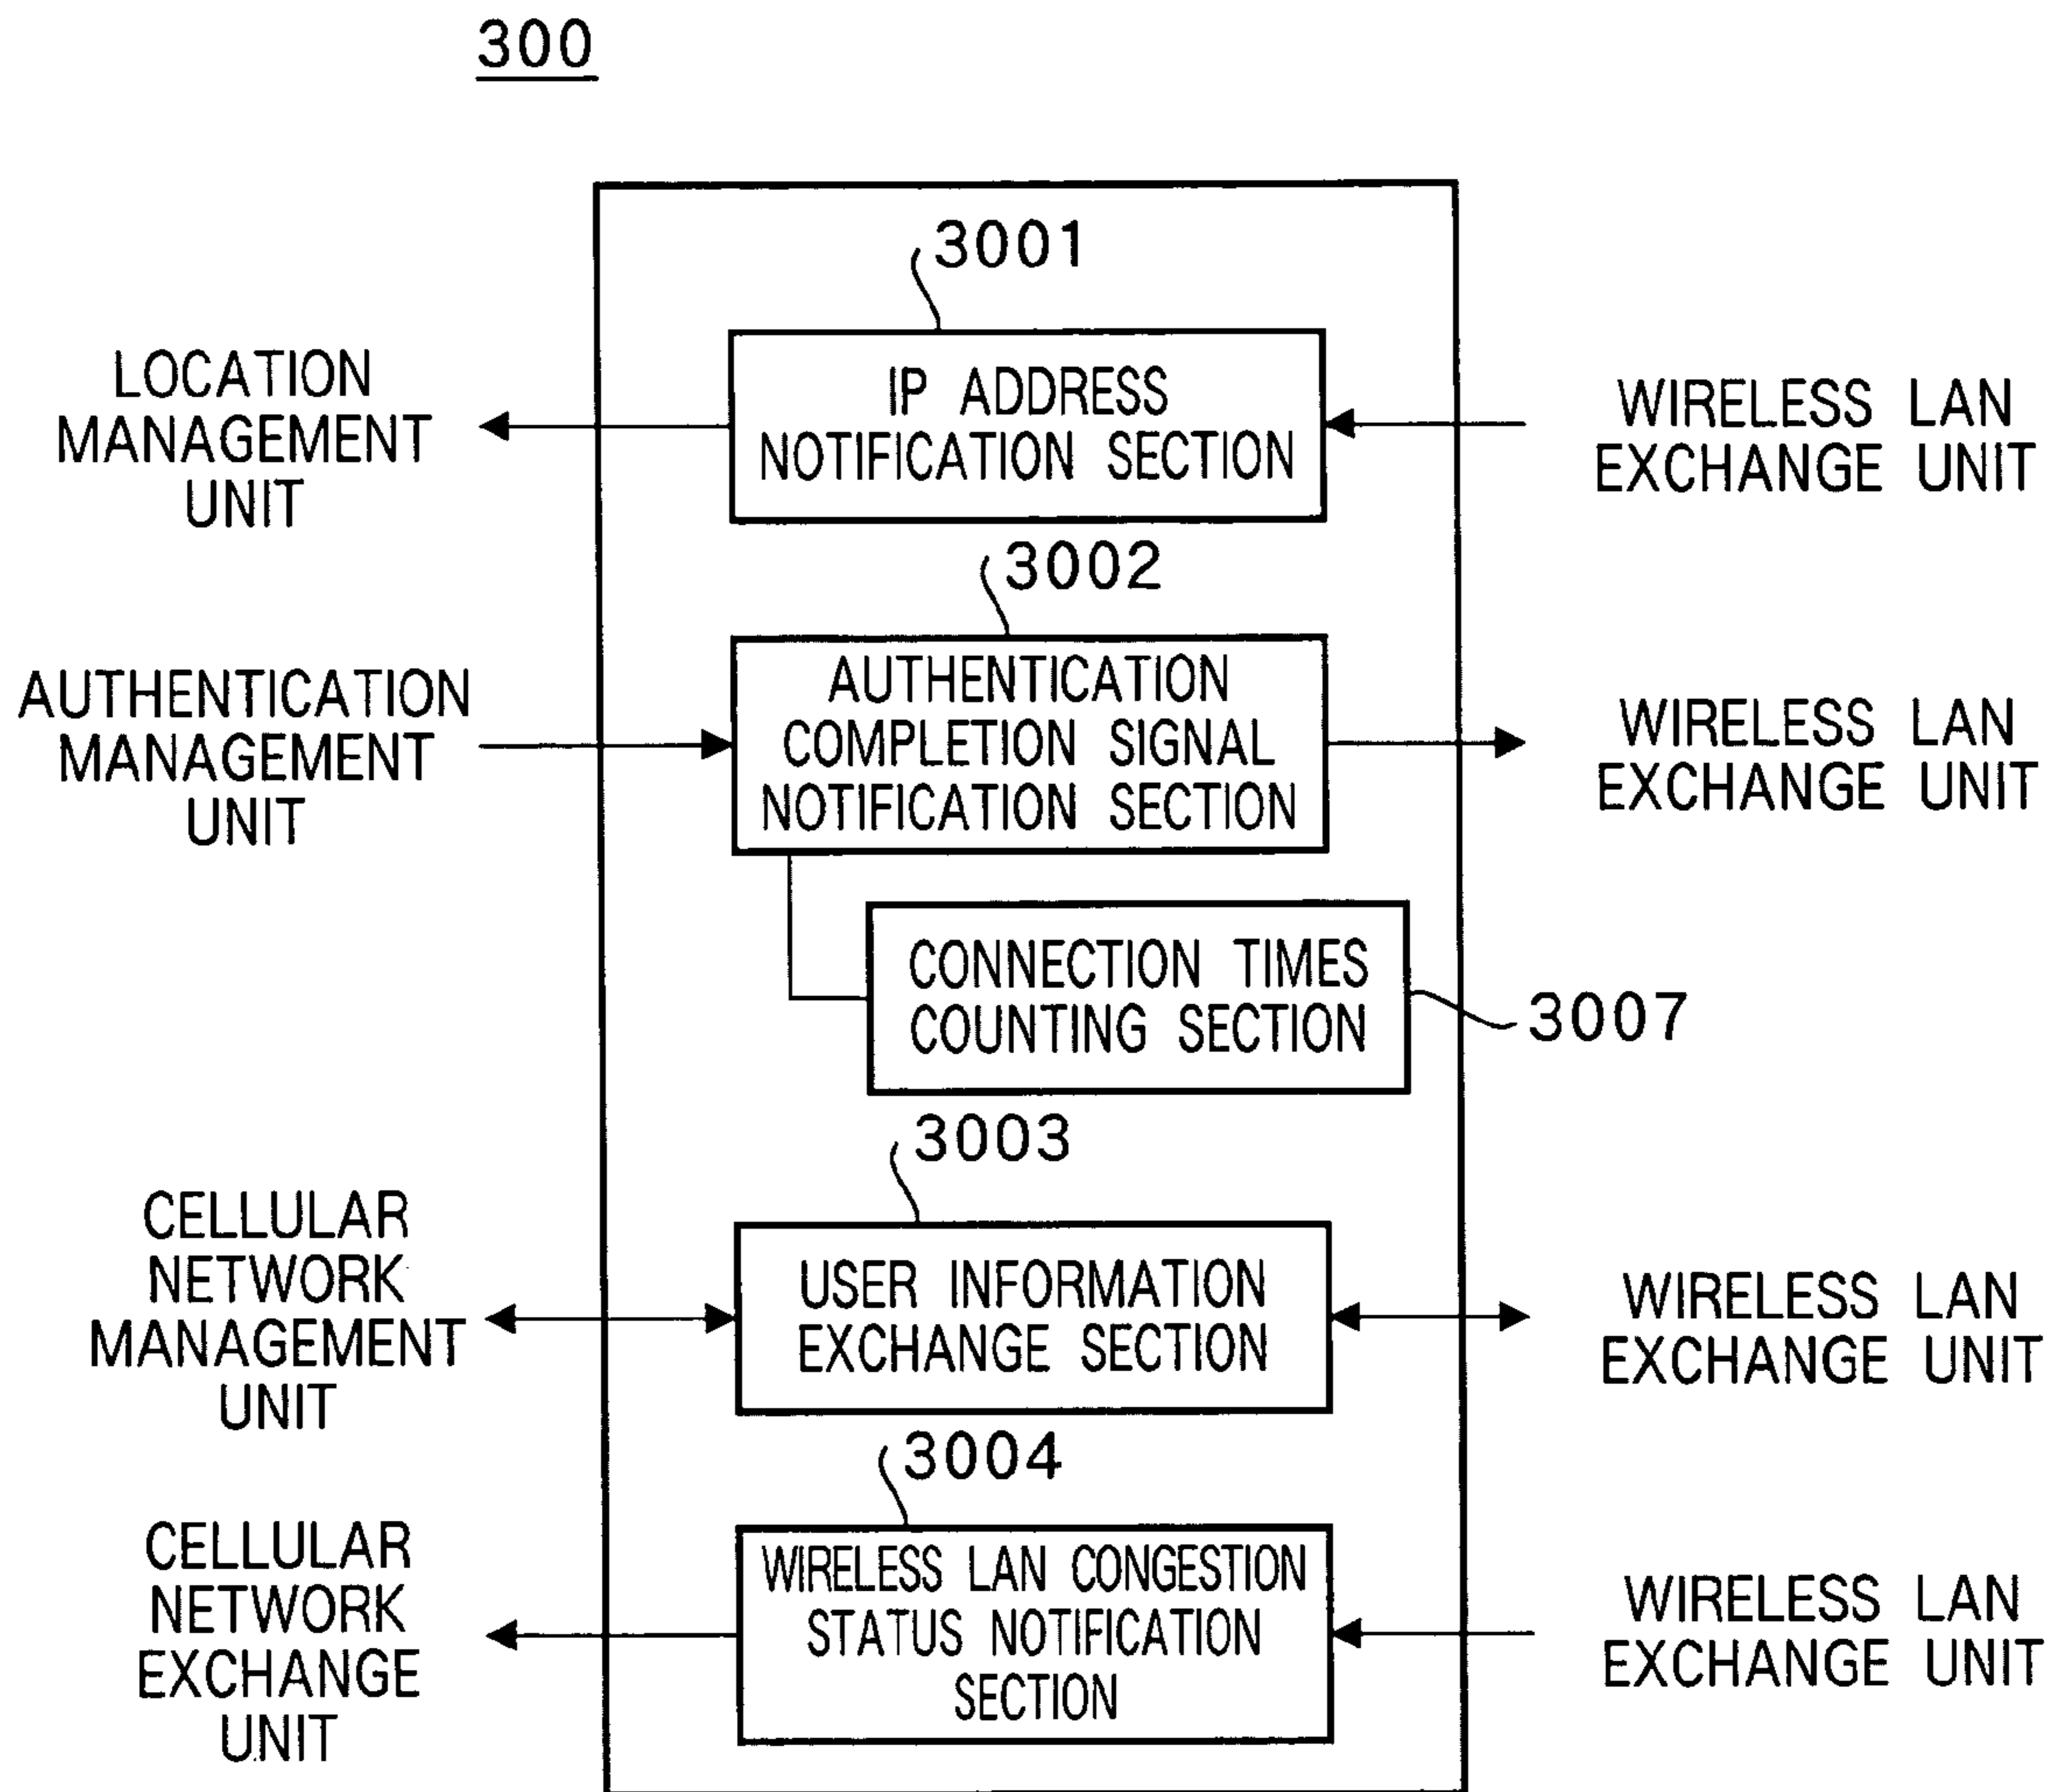 300
3001
LOCATION
MANAGEMENT
UNIT
IP ADDRESS
NOTIFICATION SECTION
WIRELESS LAN
EXCHANGE UNIT
3002
AUTHENTICATION
MANAGEMENT
UNIT
AUTHENTICATION
COMPLETION SIGNAL
NOTIFICATION SECTION
WIRELESS LAN
EXCHANGE UNIT
CONNECTION TIMES
COUNTING SECTION
3007
3003
CELLULAR
NETWORK
MANAGEMENT
UNIT
USER INFORMATION
EXCHANGE SECTION
WIRELESS LAN
EXCHANGE UNIT
3004
CELLULAR
NETWORK
EXCHANGE
UNIT
WIRELESS LAN CONGESTION
STATUS NOTIFICATION
SECTION
WIRELESS LAN
EXCHANGE UNIT